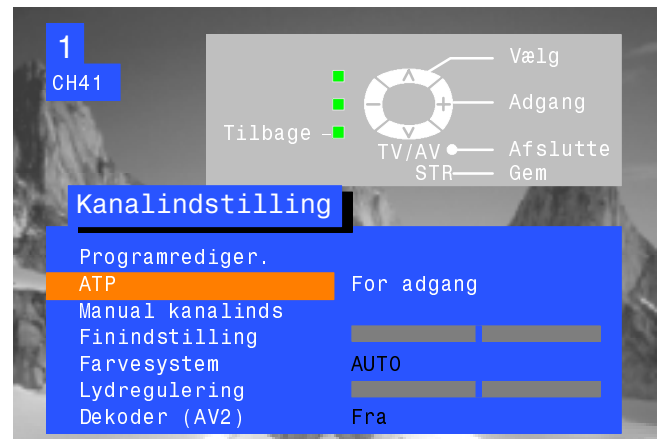 1
CH41
Vælg
Adgang
Tilbage
TV/AV Afslutte
STR Gem
Kanalindstilling
Programrediger.
ATP For adgang
Manual kanalinds
Finindstilling
Farvesystem AUTO
Lydregulering
Dekoder (AV2) Fra